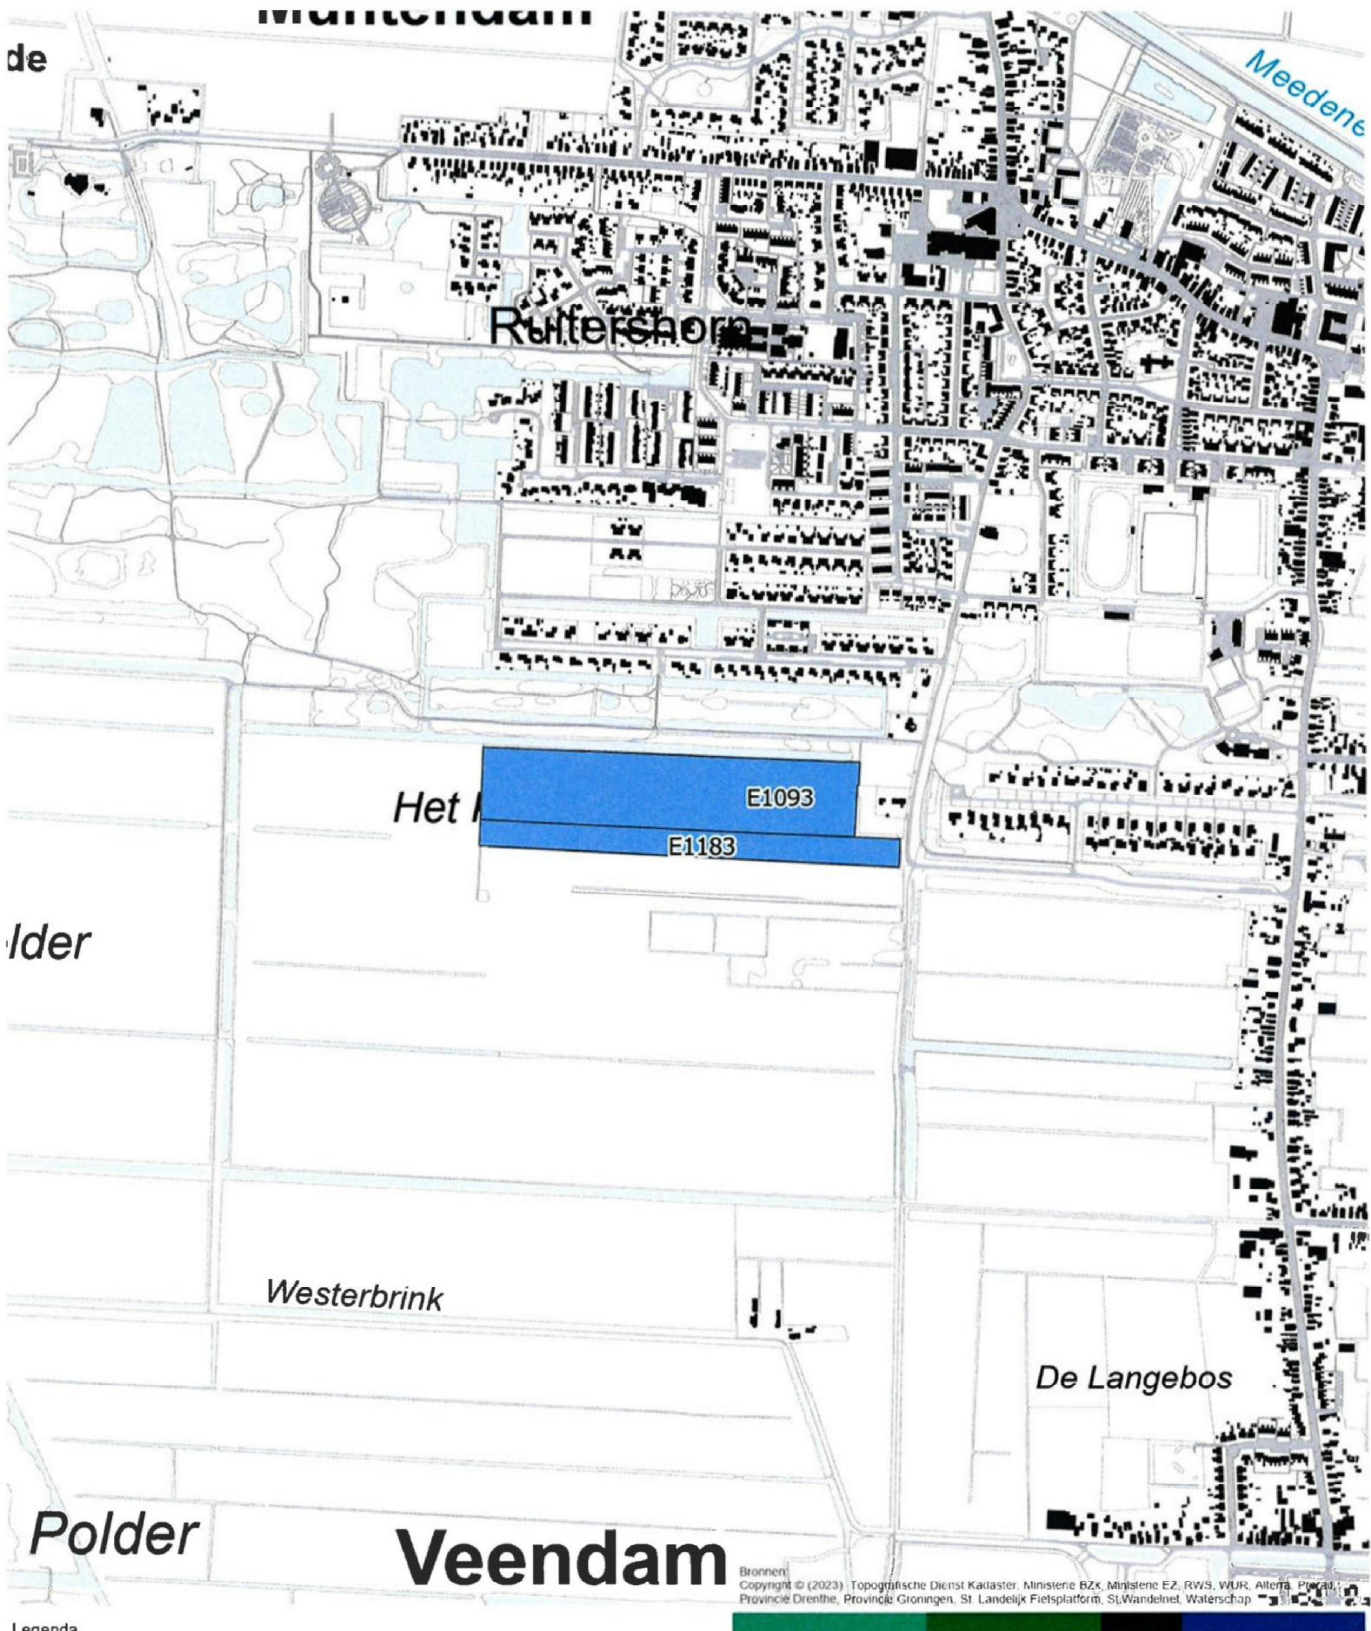 Muntendam
de
Meedene
Ruitershorn
E1093
Het
E1183
lder
Westerbrink
De Langebos
Polder
Veendam
Bronnen
Copyright © (2023) Topografische Dienst Kadaster, Ministerie BZK, Ministerie EZ, RWS, WUR, Alterra,
Provincie Drenthe, Provincie Groningen, St. Landelijk Fietsplatform, St.Wandelnet, Waterschap
Legenda